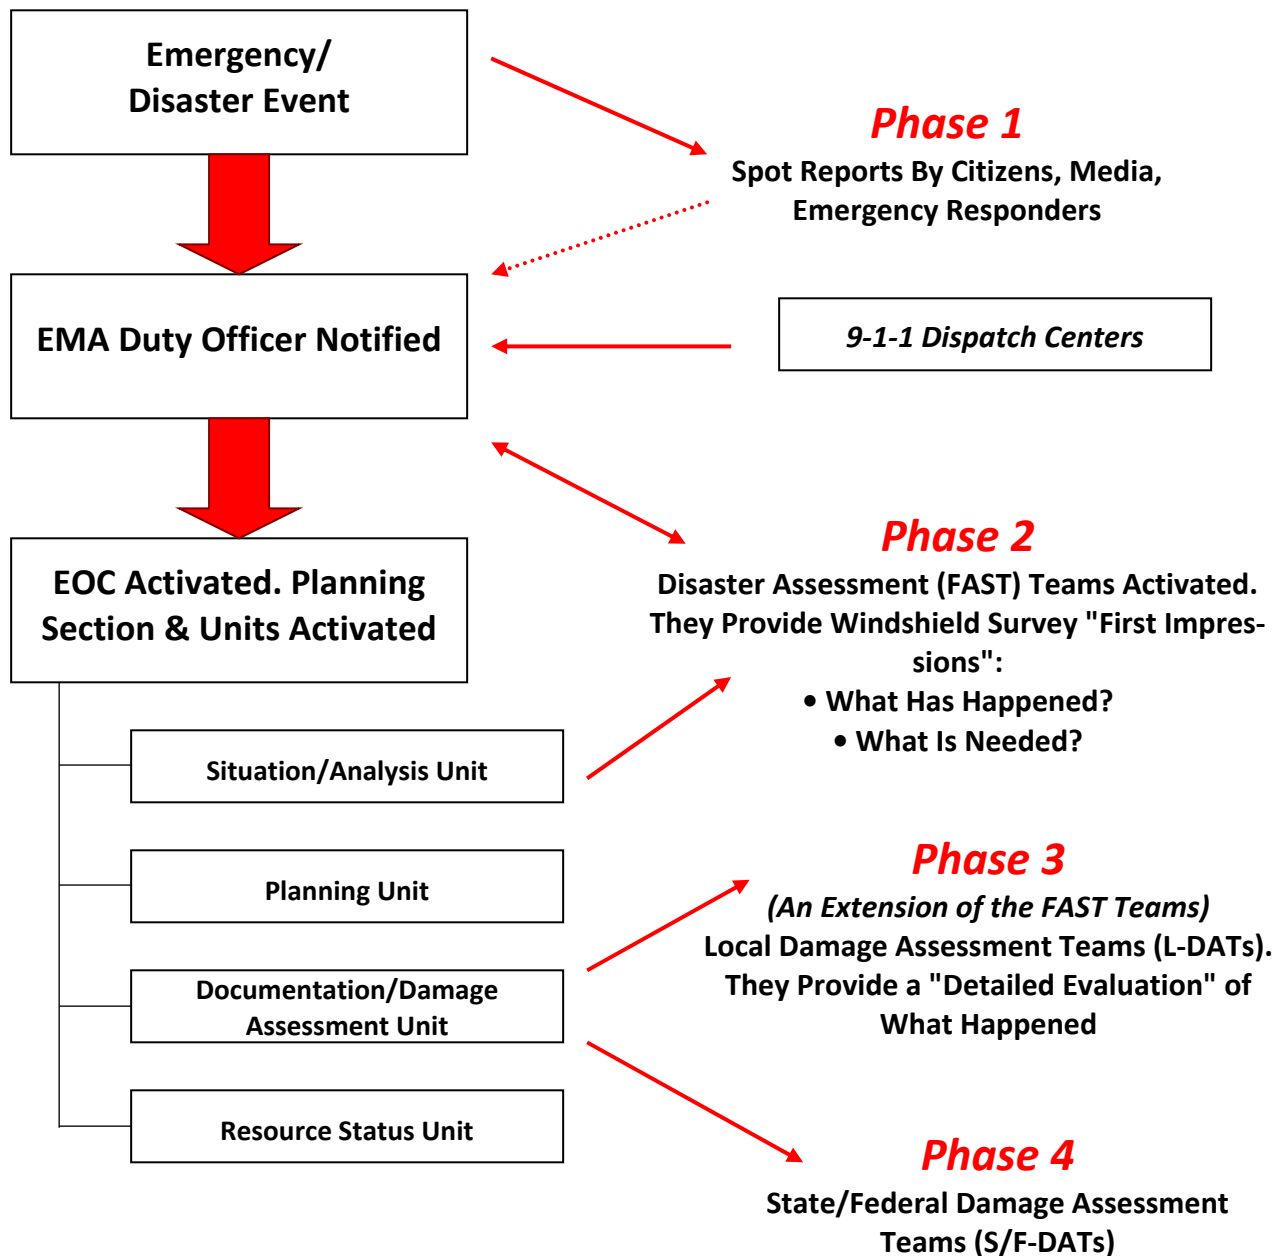 Emergency/
Disaster Event
Phase 1
Spot Reports By Citizens, Media,
Emergency Responders
EMA Duty Officer Notified
9-1-1 Dispatch Centers
EOC Activated. Planning
Section & Units Activated
Phase 2
Disaster Assessment (FAST) Teams Activated.
They Provide Windshield Survey "First Impres-
sions":
• What Has Happened?
• What Is Needed?
Situation/Analysis Unit
Planning Unit
Phase 3
(An Extension of the FAST Teams)
Local Damage Assessment Teams (L-DATs).
They Provide a "Detailed Evaluation" of
What Happened
Documentation/Damage
Assessment Unit
Resource Status Unit
Phase 4
State/Federal Damage Assessment
Teams (S/F-DATs)